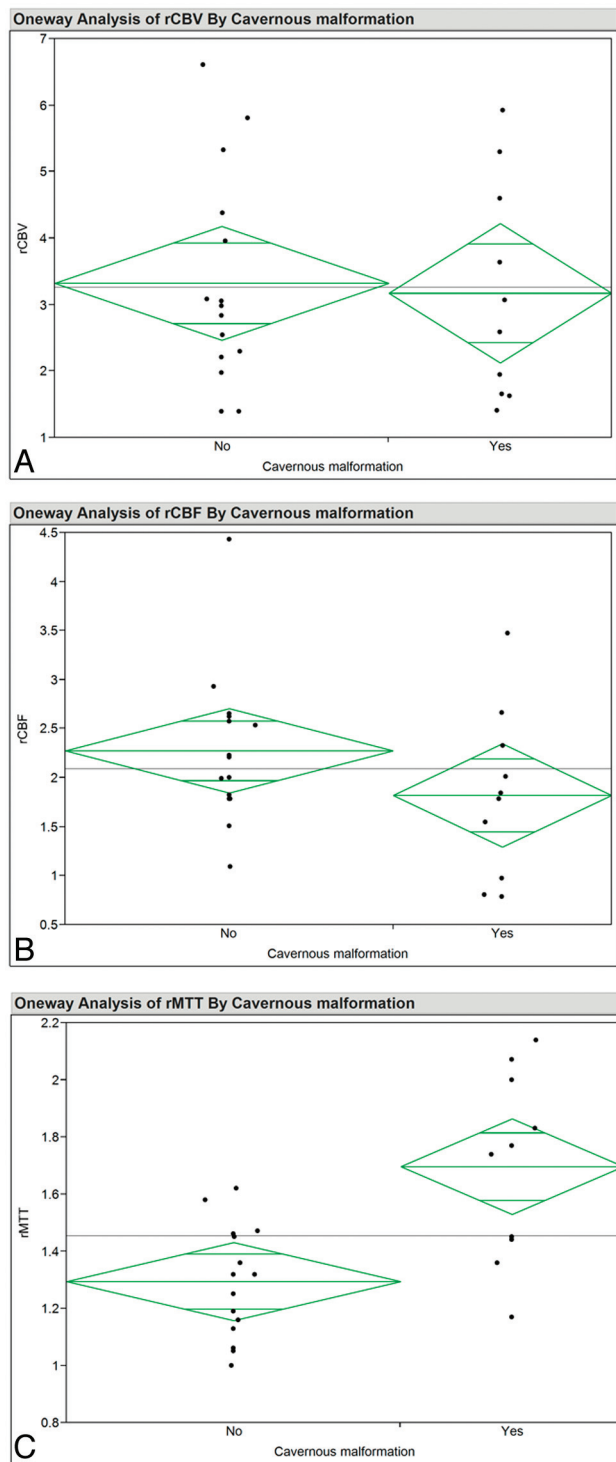 Oneway Analysis of rCBV By Cavernous malformation
7
6
5
4
3
2
1
rCBV
No Yes
Cavernous malformation
A
Oneway Analysis of rCBF By Cavernous malformation
4.5
4
3.5
3
2.5
2
1.5
1
0.5
rCBF
No Yes
Cavernous malformation
B
Oneway Analysis of rMTT By Cavernous malformation
2.2
2
1.8
1.6
1.4
1.2
1
0.8
rMTT
No Yes
Cavernous malformation
C